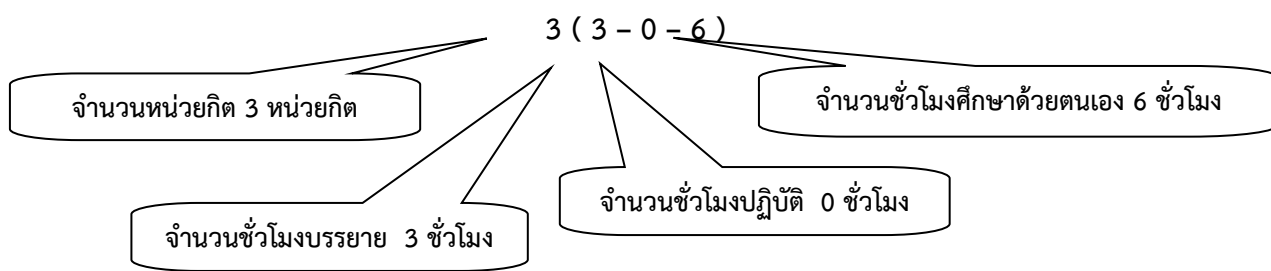 3 ( 3 – 0 – 6 )
จำนวนหน่วยกิต 3 หน่วยกิต
จำนวนชั่วโมงศึกษาด้วยตนเอง 6 ชั่วโมง
จำนวนชั่วโมงปฏิบัติ 0 ชั่วโมง
จำนวนชั่วโมงบรรยาย 3 ชั่วโมง